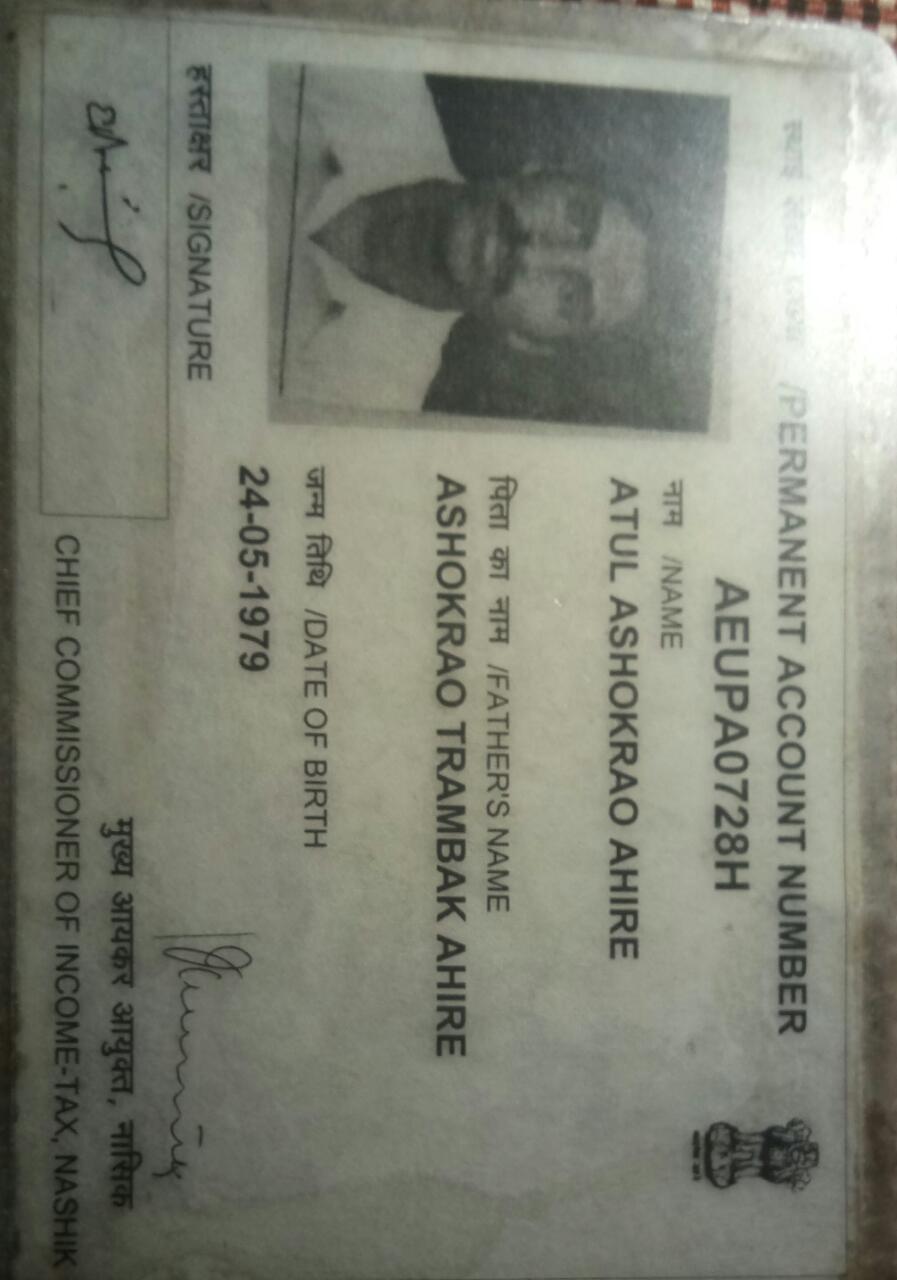 स्थाई लेखा संख्या /PERMANENT ACCOUNT NUMBER
AEUPA0728H
नाम /NAME
ATUL ASHOKRAO AHIRE
पिता का नाम /FATHER'S NAME
ASHOKRAO TRAMBAK AHIRE
जन्म तिथि /DATE OF BIRTH
24-05-1979
हस्ताक्षर /SIGNATURE
मुख्य आयकर आयुक्त, नासिक
CHIEF COMMISSIONER OF INCOME-TAX, NASHIK